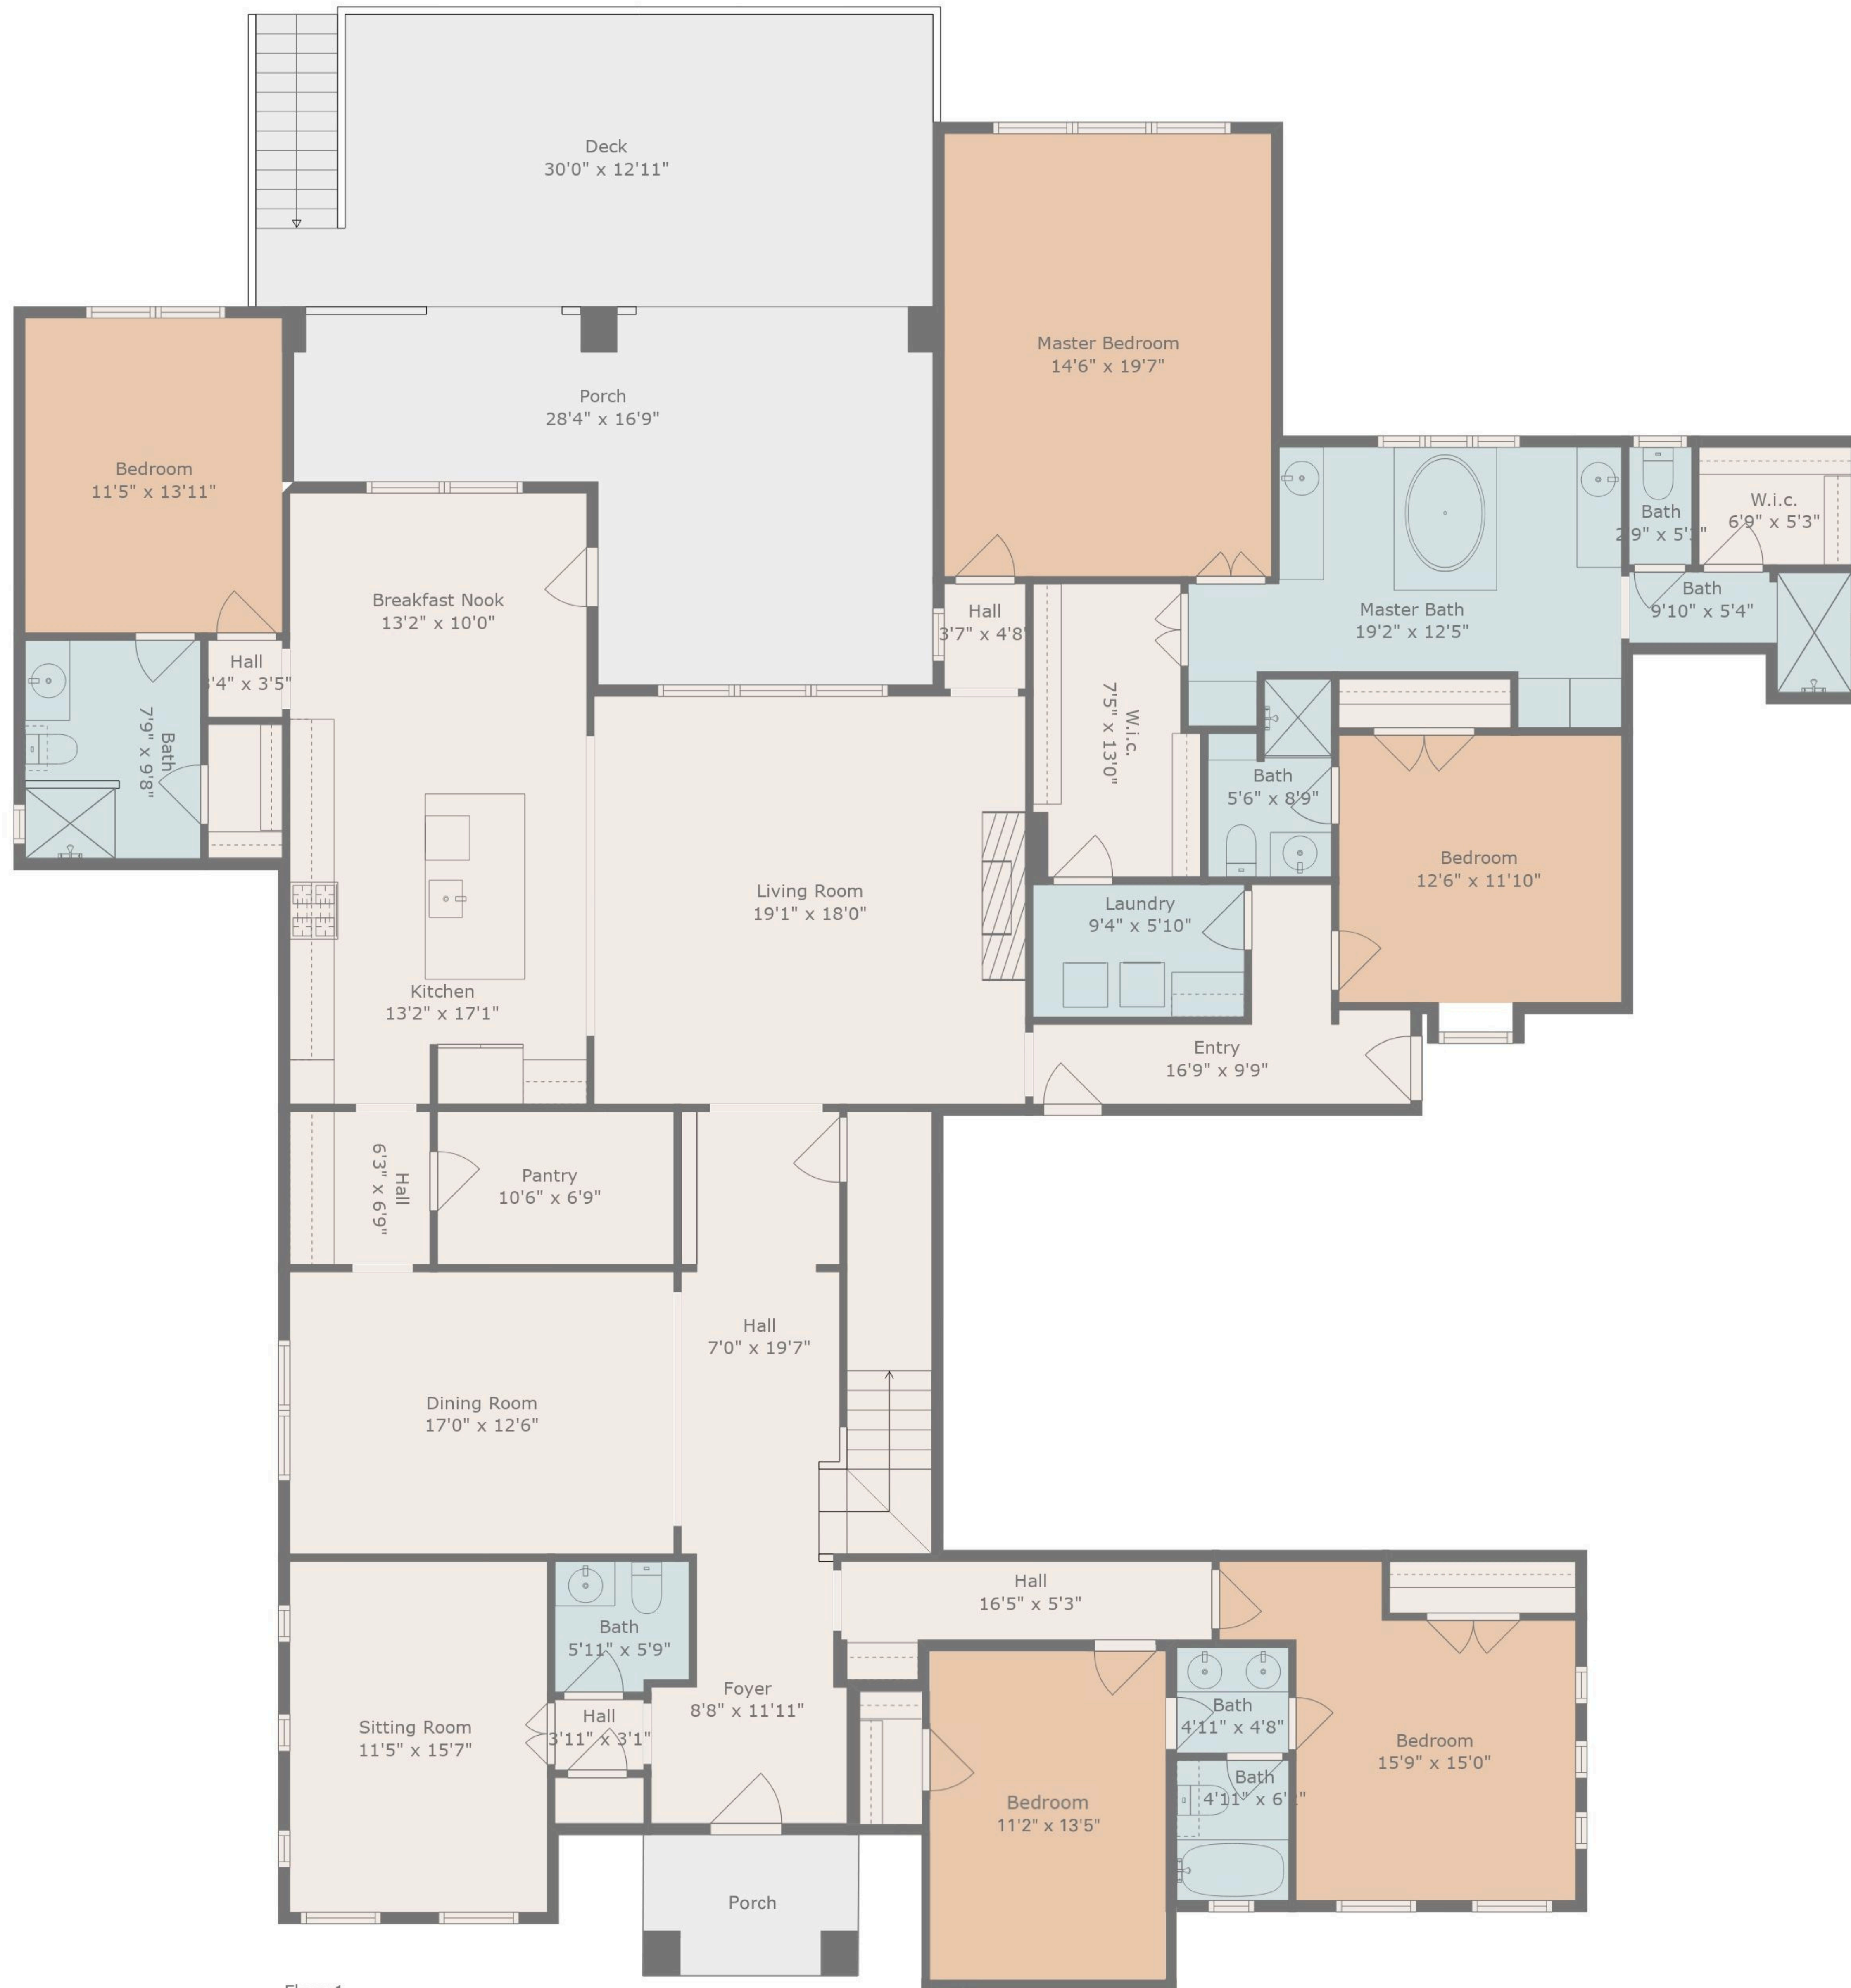 Deck
30'0" x 12'11"
Master Bedroom
14'6" x 19'7"
Porch
28'4" x 16'9"
Bedroom
11'5" x 13'11"
Bath
W.i.c.
6'9" x 5'3"
Breakfast Nook
13'2" x 10'0"
Hall
3'7" x 4'8"
Master Bath
19'2" x 12'5"
Bath
9'10" x 5'4"
Hall
Bath
7'9" x 9'8"
W.i.c.
7'5" x 13'0"
Bath
5'6" x 8'9"
Bedroom
12'6" x 11'10"
Living Room
19'1" x 18'0"
Laundry
9'4" x 5'10"
Kitchen
13'2" x 17'1"
Entry
16'9" x 9'9"
Hall
6'3" x 6'9"
Pantry
10'6" x 6'9"
Hall
7'0" x 19'7"
Dining Room
17'0" x 12'6"
Hall
16'5" x 5'3"
Bath
5'11" x 5'9"
Foyer
8'8" x 11'11"
Hall
3'11" x 3'1"
Sitting Room
11'5" x 15'7"
Bath
4'11" x 4'8"
Bedroom
15'9" x 15'0"
Bath
Bedroom
11'2" x 13'5"
Porch